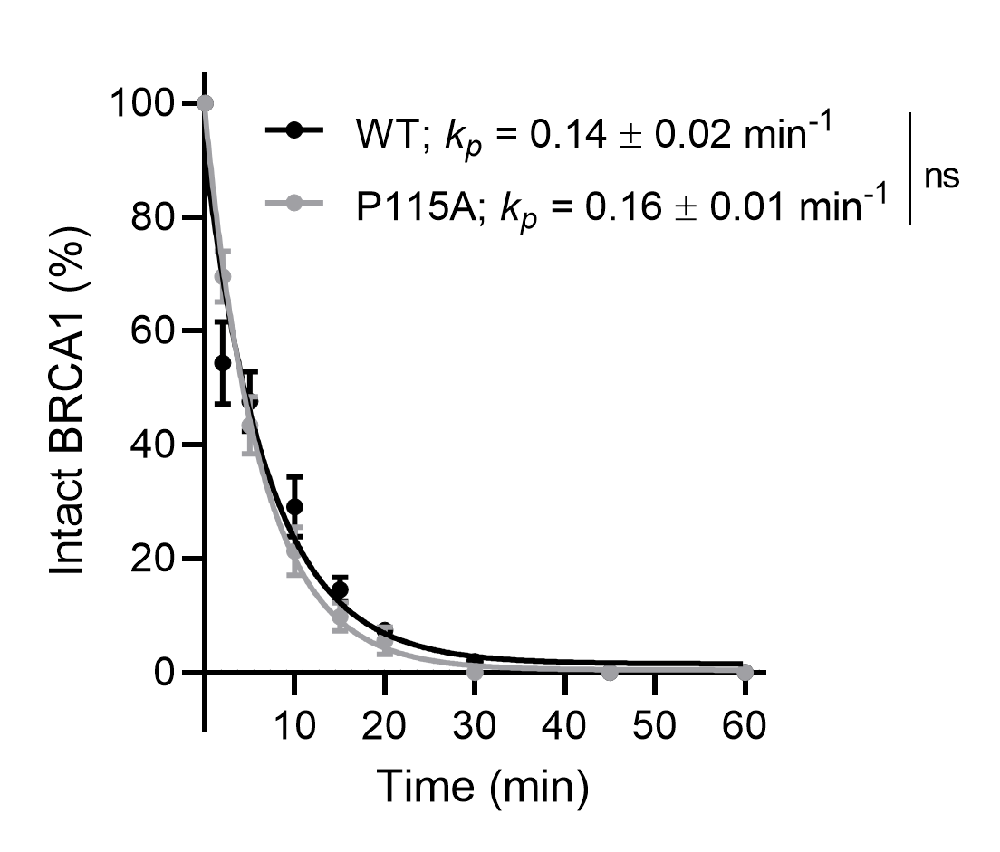 100
80
60
40
20
0
Intact BRCA1 (%)
WT; kp = 0.14 ± 0.02 min-1
P115A; kp = 0.16 ± 0.01 min-1
ns
10 20 30 40 50 60
Time (min)